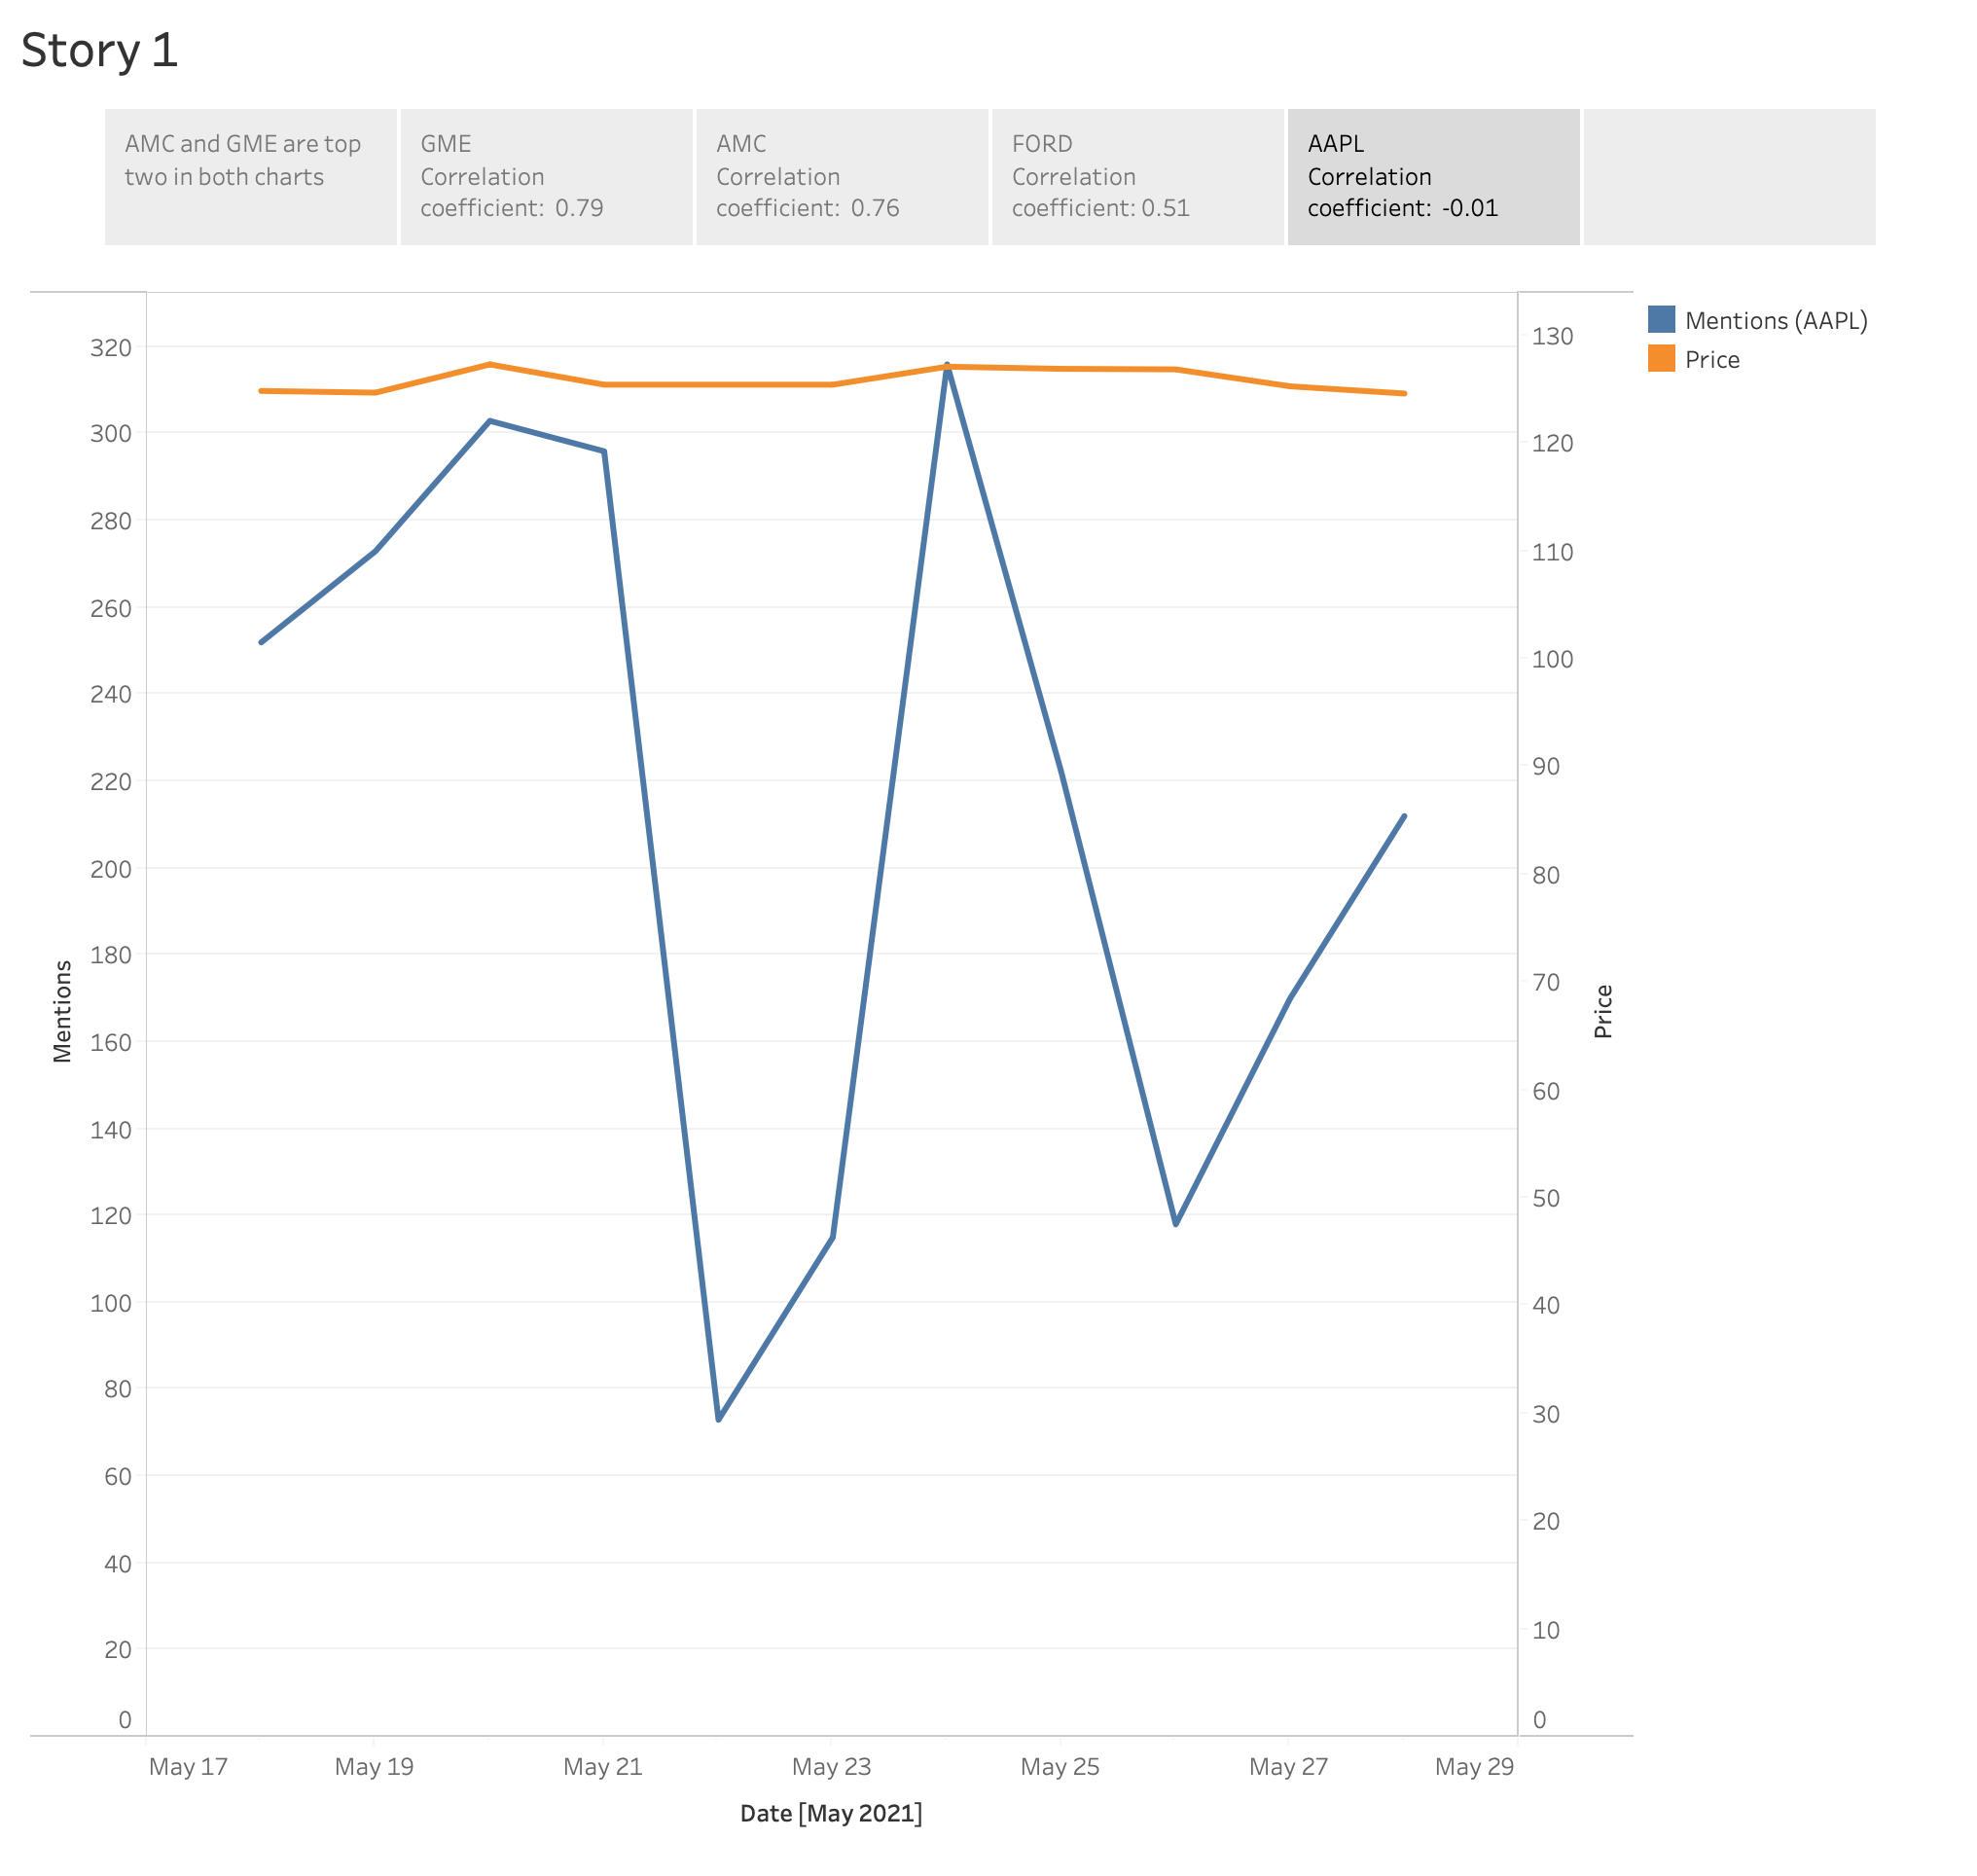 Story 1
AMC and GME are top
two in both charts
GME
Correlation
coefficient:  0.79
AMC
Correlation
coefficient:  0.76
FORD
Correlation
coefficient: 0.51
AAPL
Correlation
coefficient:  -0.01
Mentions (AAPL)
Price
320
300
280
260
240
220
200
180
160
140
120
100
80
60
40
20
0
Mentions
130
120
110
100
90
80
70
60
50
40
30
20
10
0
Price
May 17
May 19
May 21
May 23
May 25
May 27
May 29
Date [May 2021]